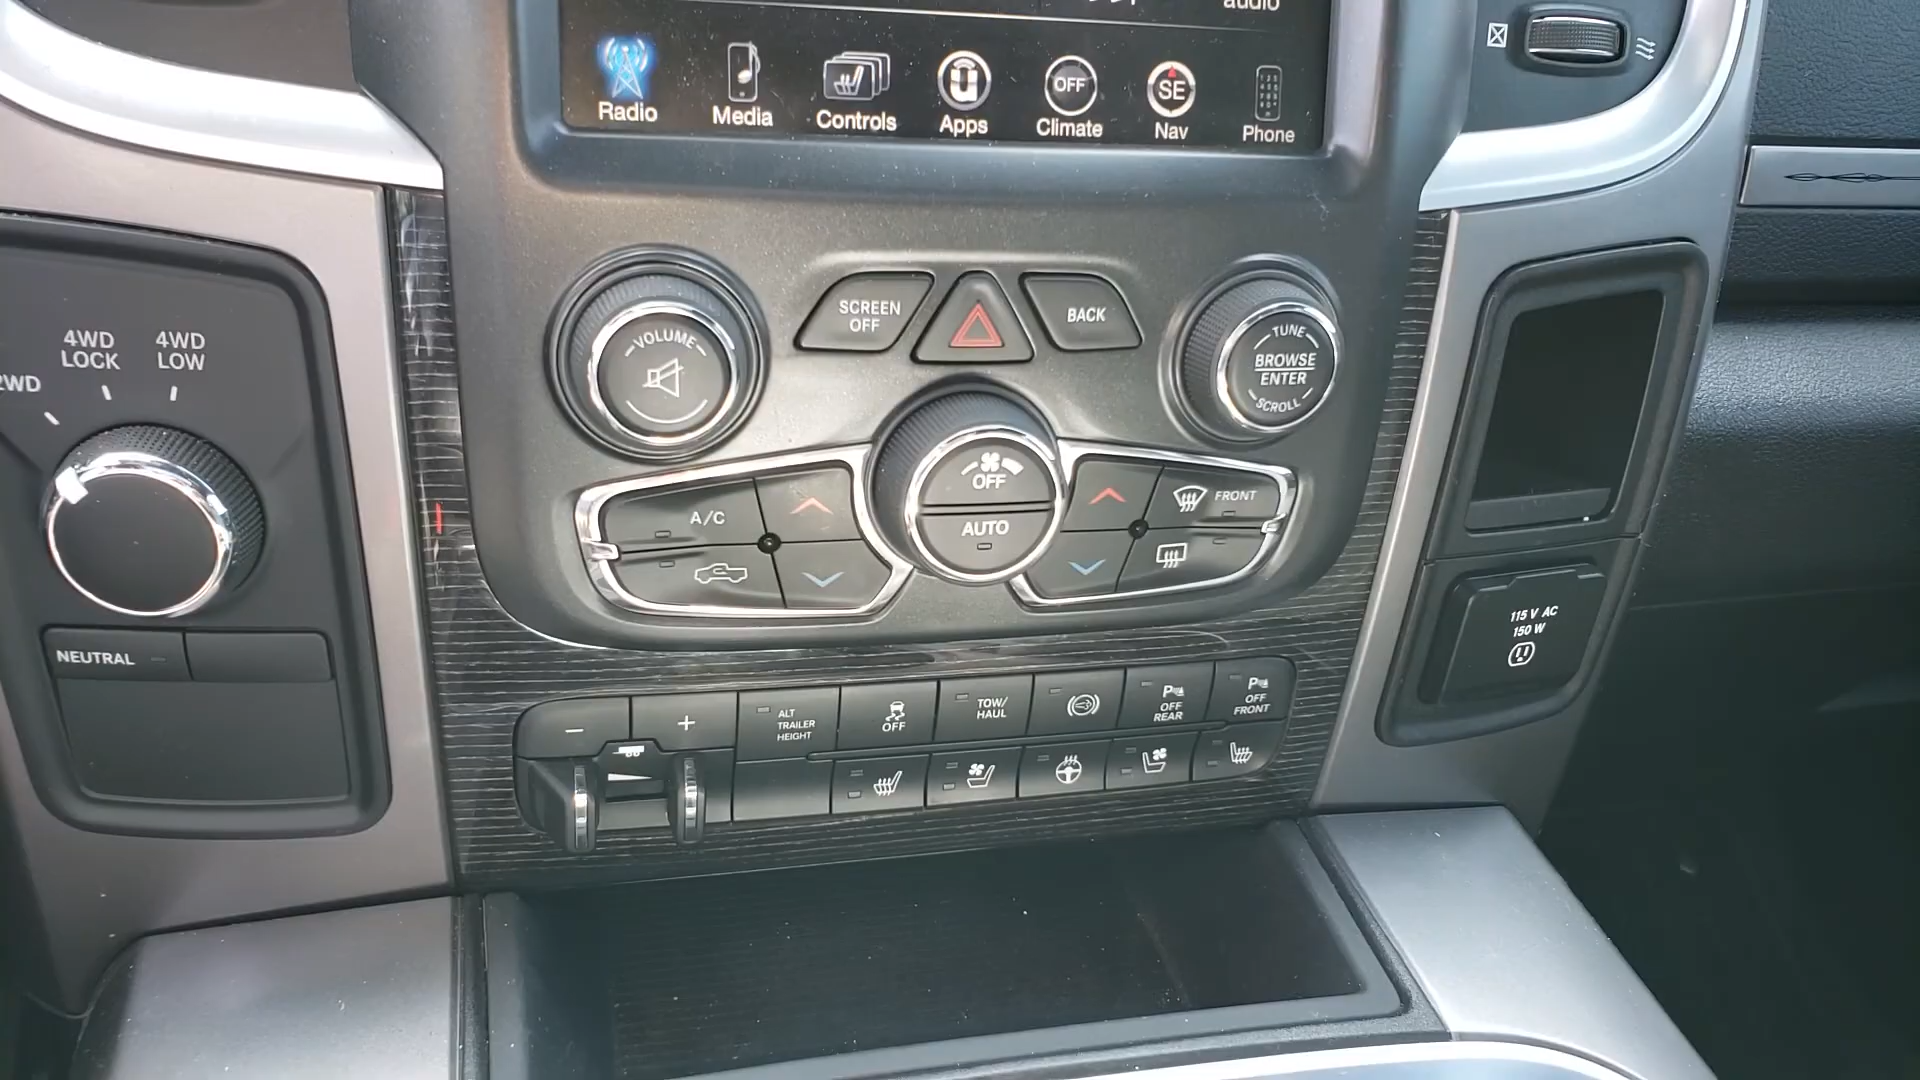 audio
Radio
Media
Controls
Apps
OFF
Climate
SE
Nav
Phone
4WD
LOCK
4WD
LOW
2WD
NEUTRAL
VOLUME
SCREEN
OFF
BACK
TUNE
BROWSE
ENTER
SCROLL
OFF
AUTO
A/C
FRONT
115 V AC
150 W
−
+
ALT
TRAILER
HEIGHT
OFF
TOW/
HAUL
P
OFF
REAR
P
OFF
FRONT